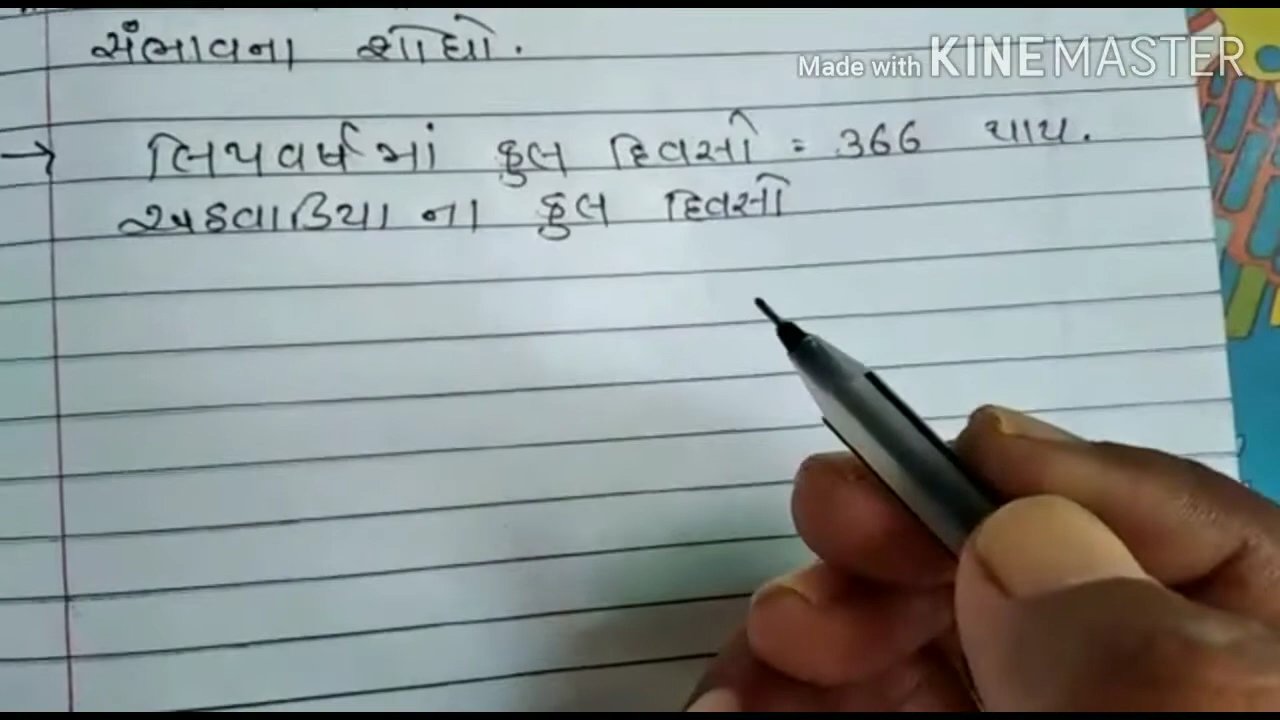 સંભાવના શોધો.
Made with KINEMASTER
→ લિપવર્ષમાં કુલ દિવસો = 366 થાય.
અઠવાડિયા ના કુલ દિવસો